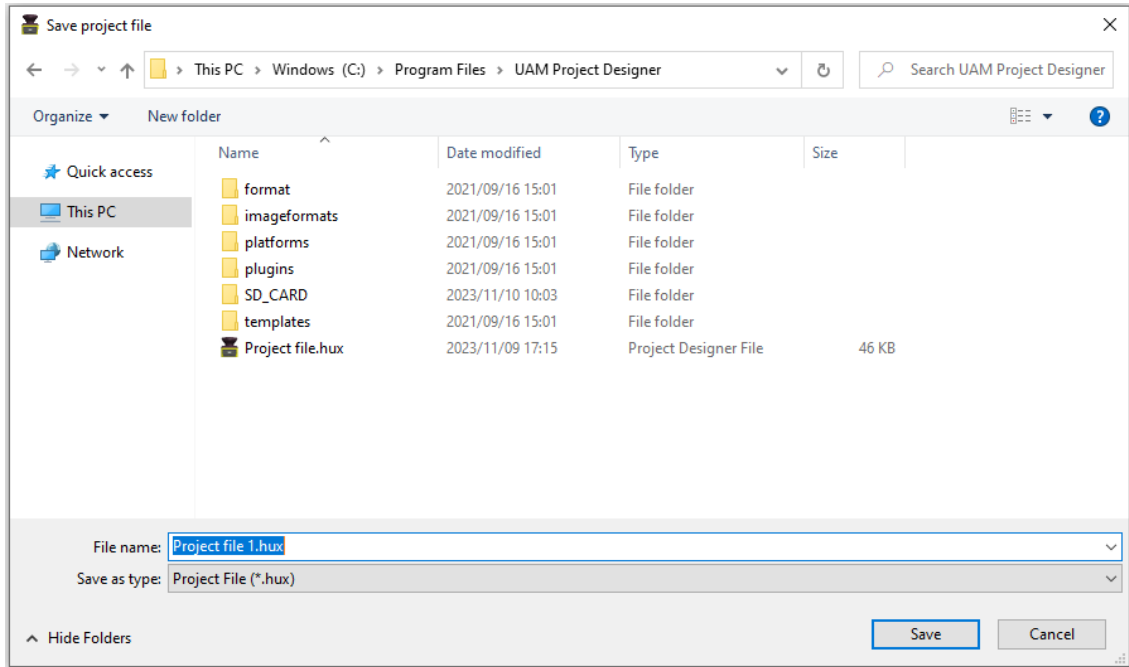 Save project file
This PC > Windows (C:) > Program Files > UAM Project Designer
Search UAM Project Designer
Organize
New folder
Name Date modified Type Size
Quick access
This PC
Network
format 2021/09/16 15:01 File folder
imageformats 2021/09/16 15:01 File folder
platforms 2021/09/16 15:01 File folder
plugins 2021/09/16 15:01 File folder
SD_CARD 2023/11/10 10:03 File folder
templates 2021/09/16 15:01 File folder
Project file.hux 2023/11/09 17:15 Project Designer File 46 KB
File name: Project file 1.hux
Save as type: Project File (*.hux)
Hide Folders
Save
Cancel